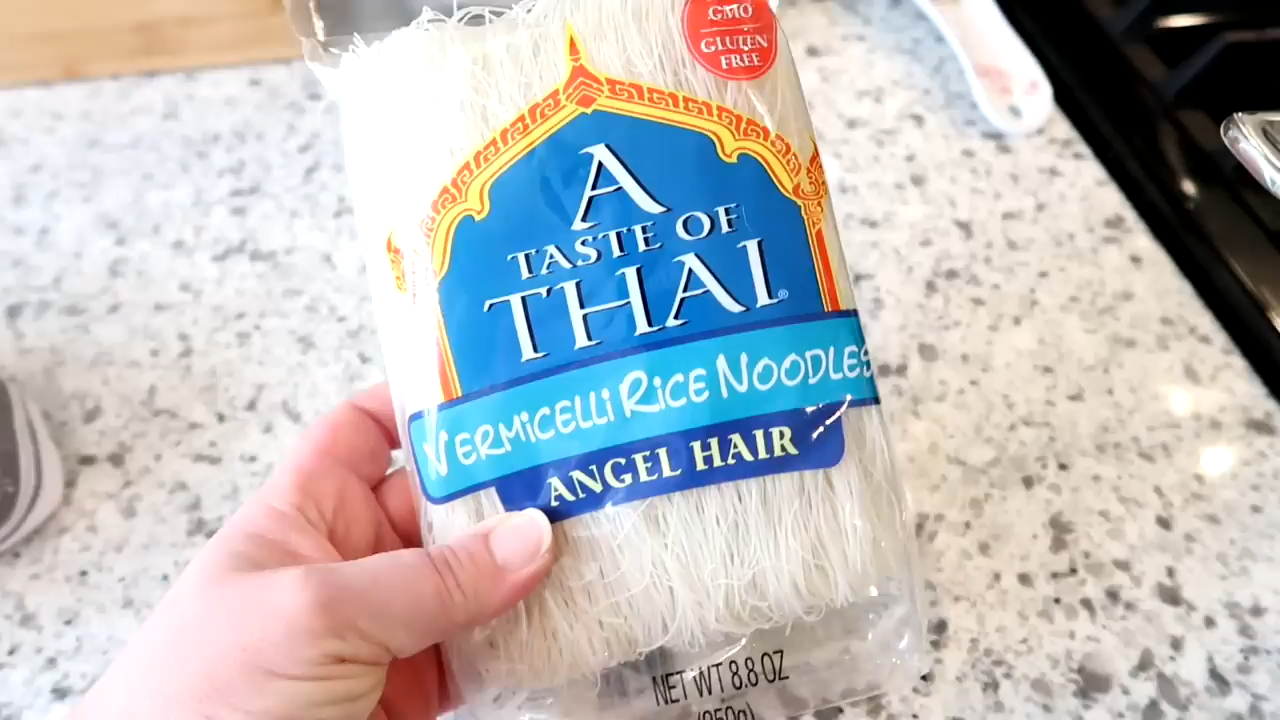 GMO
GLUTEN
FREE
A
TASTE OF
THAI®
VERMICELLI RICE NOODLES
ANGEL HAIR
NET WT 8.8 OZ